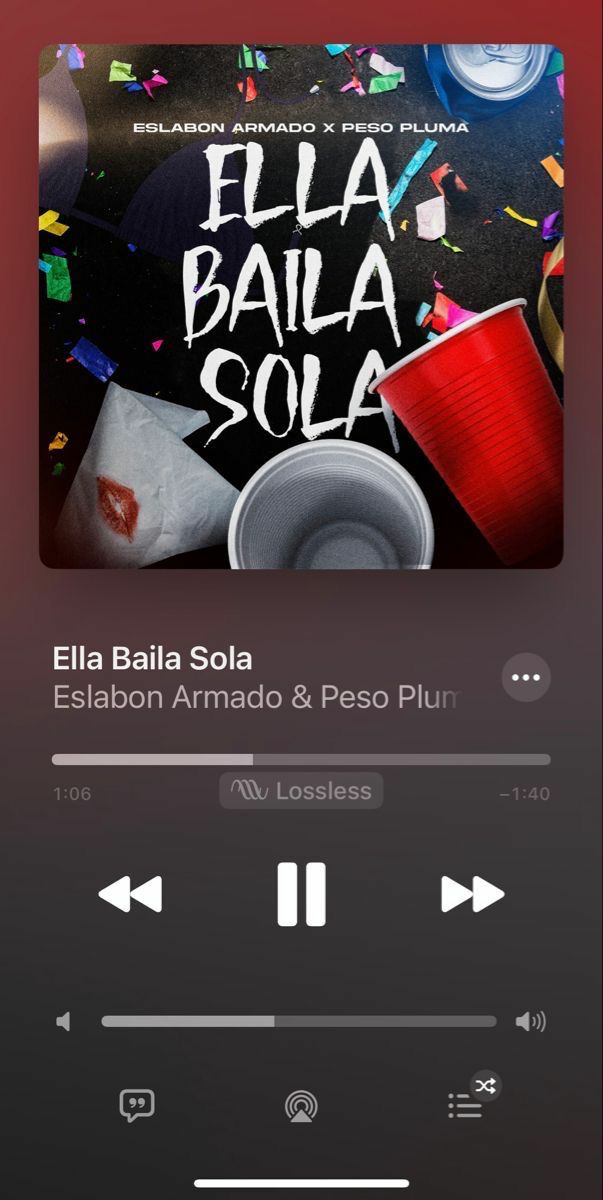 ESLABON ARMADO X PESO PLUMA
ELLA
BAILA
SOLA
Ella Baila Sola
Eslabon Armado & Peso Plum
1:06
Lossless
−1:40